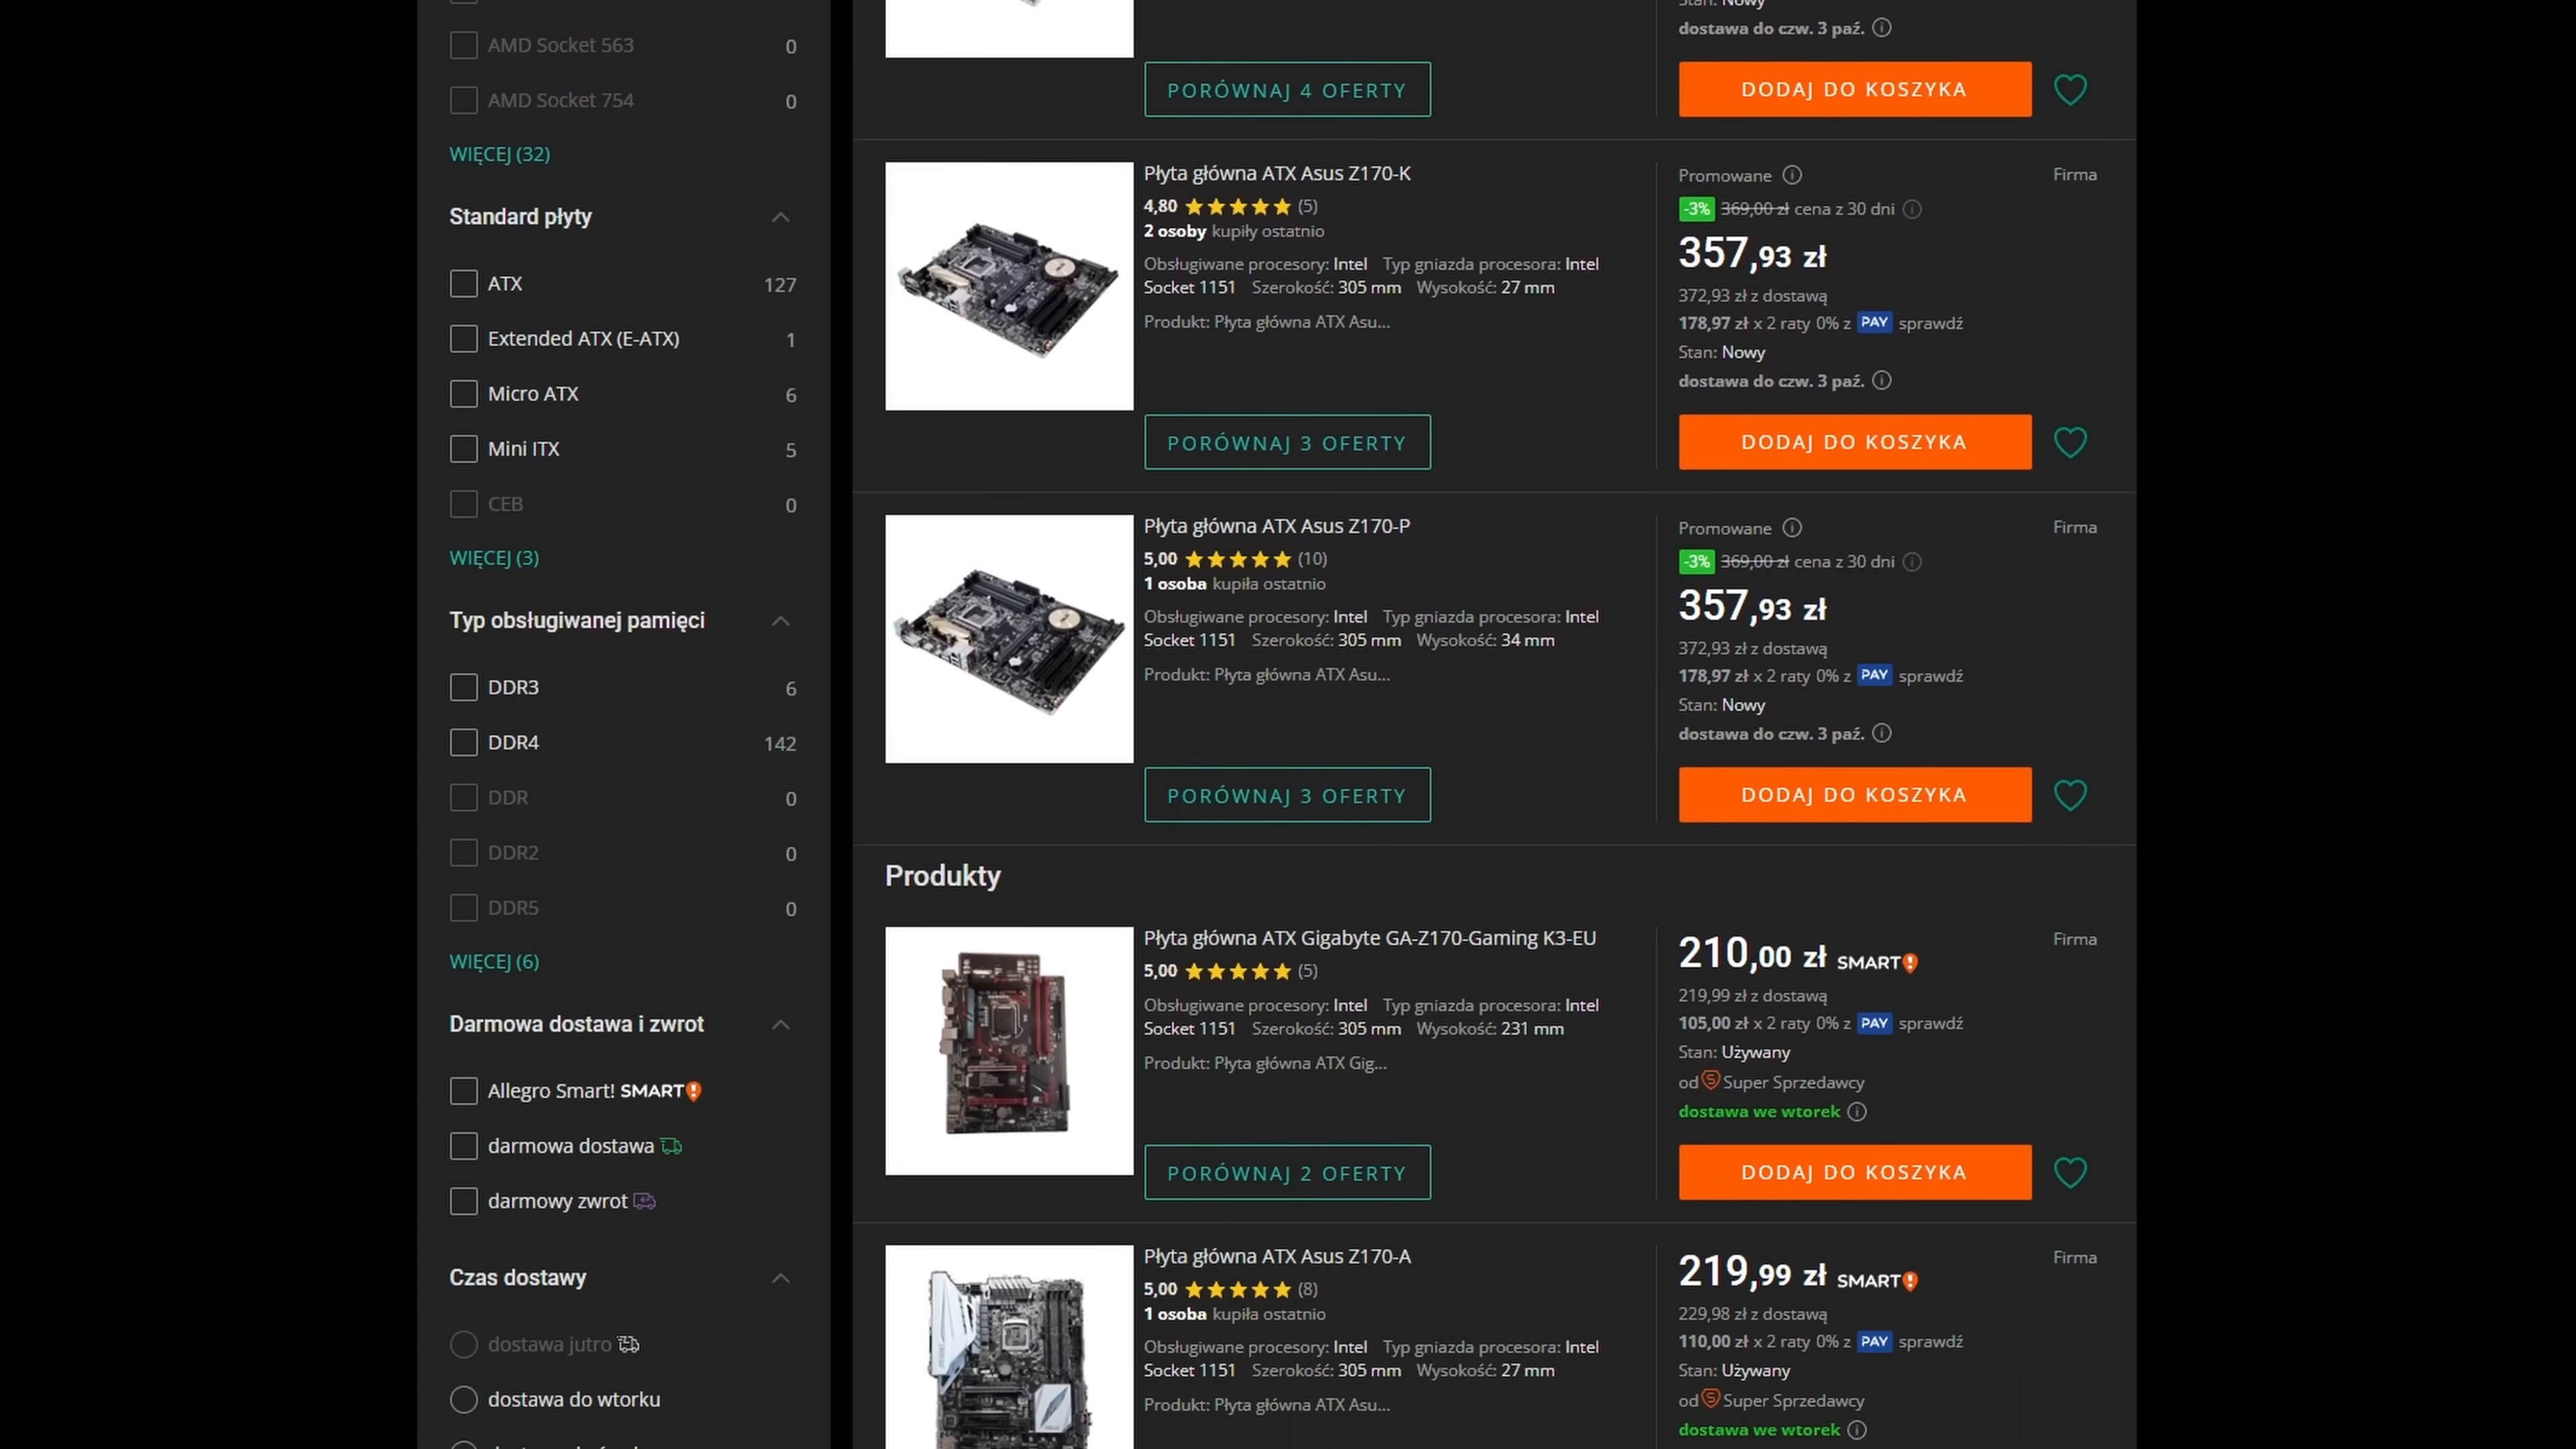 AMD Socket 563 0
AMD Socket 754 0
WIĘCEJ (32)
Standard płyty
ATX 127
Extended ATX (E-ATX) 1
Micro ATX 6
Mini ITX 5
CEB 0
WIĘCEJ (3)
Typ obsługiwanej pamięci
DDR3 6
DDR4 142
DDR 0
DDR2 0
DDR5 0
WIĘCEJ (6)
Darmowa dostawa i zwrot
Allegro Smart! SMART!
darmowa dostawa
darmowy zwrot
Czas dostawy
dostawa jutro
dostawa do wtorku
Stan: Nowy
dostawa do czw. 3 paź.
PORÓWNAJ 4 OFERTY
DODAJ DO KOSZYKA
Płyta główna ATX Asus Z170-K
4,80 (5)
2 osoby kupiły ostatnio
Obsługiwane procesory: Intel Typ gniazda procesora: Intel
Socket 1151 Szerokość: 305 mm Wysokość: 27 mm
Produkt: Płyta główna ATX Asu...
PORÓWNAJ 3 OFERTY
Promowane
Firma
-3% 369,00 zł cena z 30 dni
357,93 zł
372,93 zł z dostawą
178,97 zł x 2 raty 0% z PAY sprawdź
Stan: Nowy
dostawa do czw. 3 paź.
DODAJ DO KOSZYKA
Płyta główna ATX Asus Z170-P
5,00 (10)
1 osoba kupiła ostatnio
Obsługiwane procesory: Intel Typ gniazda procesora: Intel
Socket 1151 Szerokość: 305 mm Wysokość: 34 mm
Produkt: Płyta główna ATX Asu...
PORÓWNAJ 3 OFERTY
Promowane
Firma
-3% 369,00 zł cena z 30 dni
357,93 zł
372,93 zł z dostawą
178,97 zł x 2 raty 0% z PAY sprawdź
Stan: Nowy
dostawa do czw. 3 paź.
DODAJ DO KOSZYKA
Produkty
Płyta główna ATX Gigabyte GA-Z170-Gaming K3-EU
5,00 (5)
Obsługiwane procesory: Intel Typ gniazda procesora: Intel
Socket 1151 Szerokość: 305 mm Wysokość: 231 mm
Produkt: Płyta główna ATX Gig...
PORÓWNAJ 2 OFERTY
210,00 zł SMART!
Firma
219,99 zł z dostawą
105,00 zł x 2 raty 0% z PAY sprawdź
Stan: Używany
od Super Sprzedawcy
dostawa we wtorek
DODAJ DO KOSZYKA
Płyta główna ATX Asus Z170-A
5,00 (8)
1 osoba kupiła ostatnio
Obsługiwane procesory: Intel Typ gniazda procesora: Intel
Socket 1151 Szerokość: 305 mm Wysokość: 27 mm
Produkt: Płyta główna ATX Asu...
219,99 zł SMART!
Firma
229,98 zł z dostawą
110,00 zł x 2 raty 0% z PAY sprawdź
Stan: Używany
od Super Sprzedawcy
dostawa we wtorek